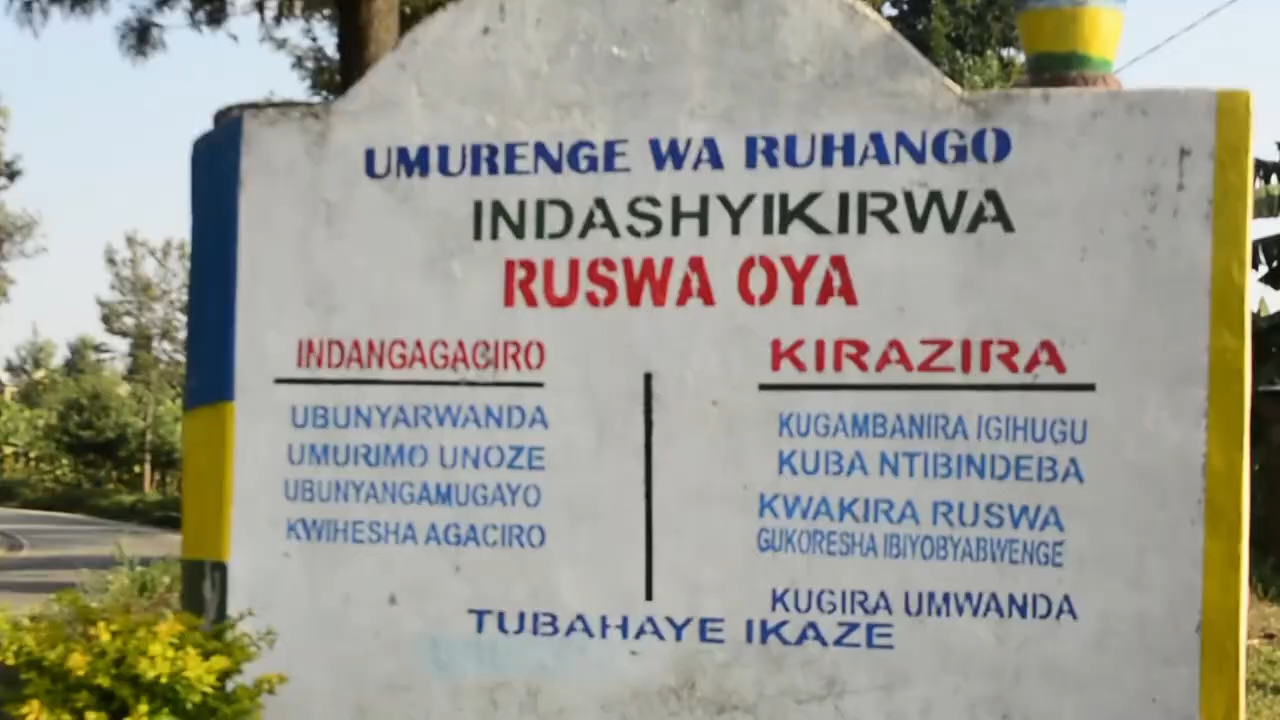 UMURENGE WA RUHANGO
INDASHYIKIRWA
RUSWA OYA
INDANGAGACIRO
UBUNYARWANDA
UMURIMO UNOZE
UBUNYANGAMUGAYO
KWIHESHA AGACIRO
KIRAZIRA
KUGAMBANIRA IGIHUGU
KUBA NTIBINDEBA
KWAKIRA RUSWA
GUKORESHA IBIYOBYABWENGE
KUGIRA UMWANDA
TUBAHAYE IKAZE